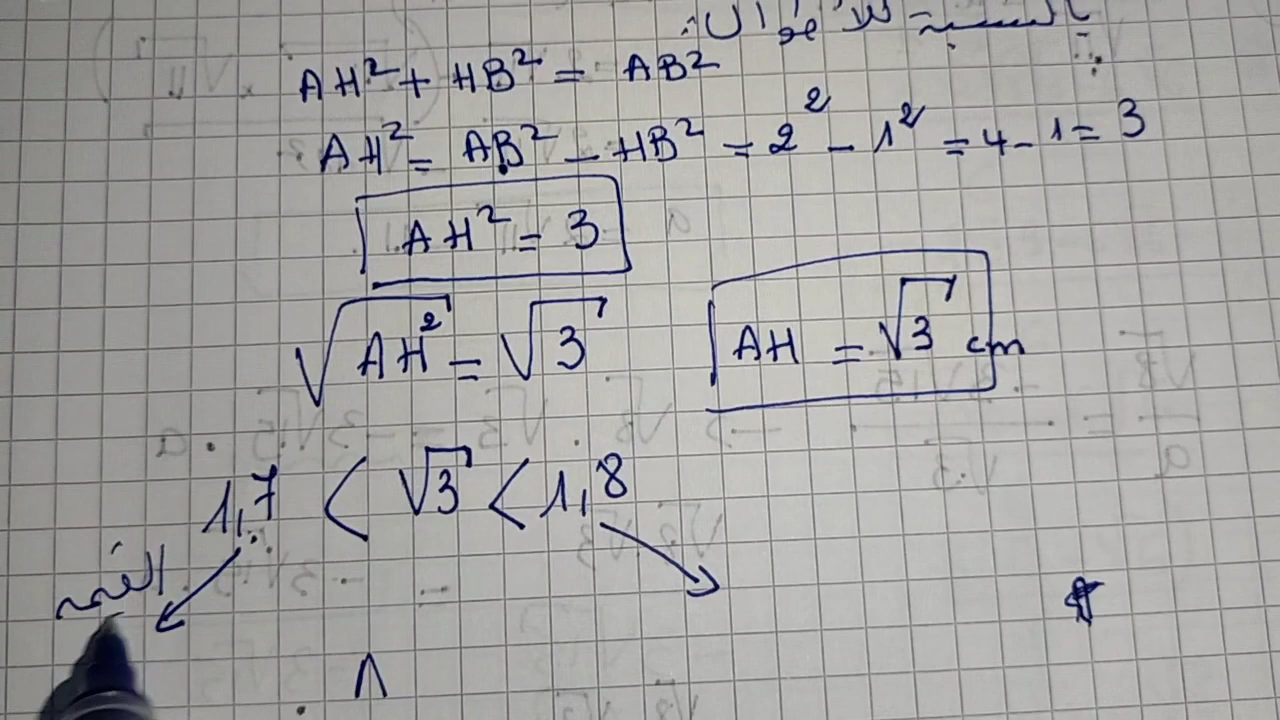 AH² + HB² = AB²
AH² = AB² - HB² = 2² - 1² = 4 - 1 = 3
AH² = 3
√AH² = √3
AH = √3 cm
1,7 < √3 < 1,8